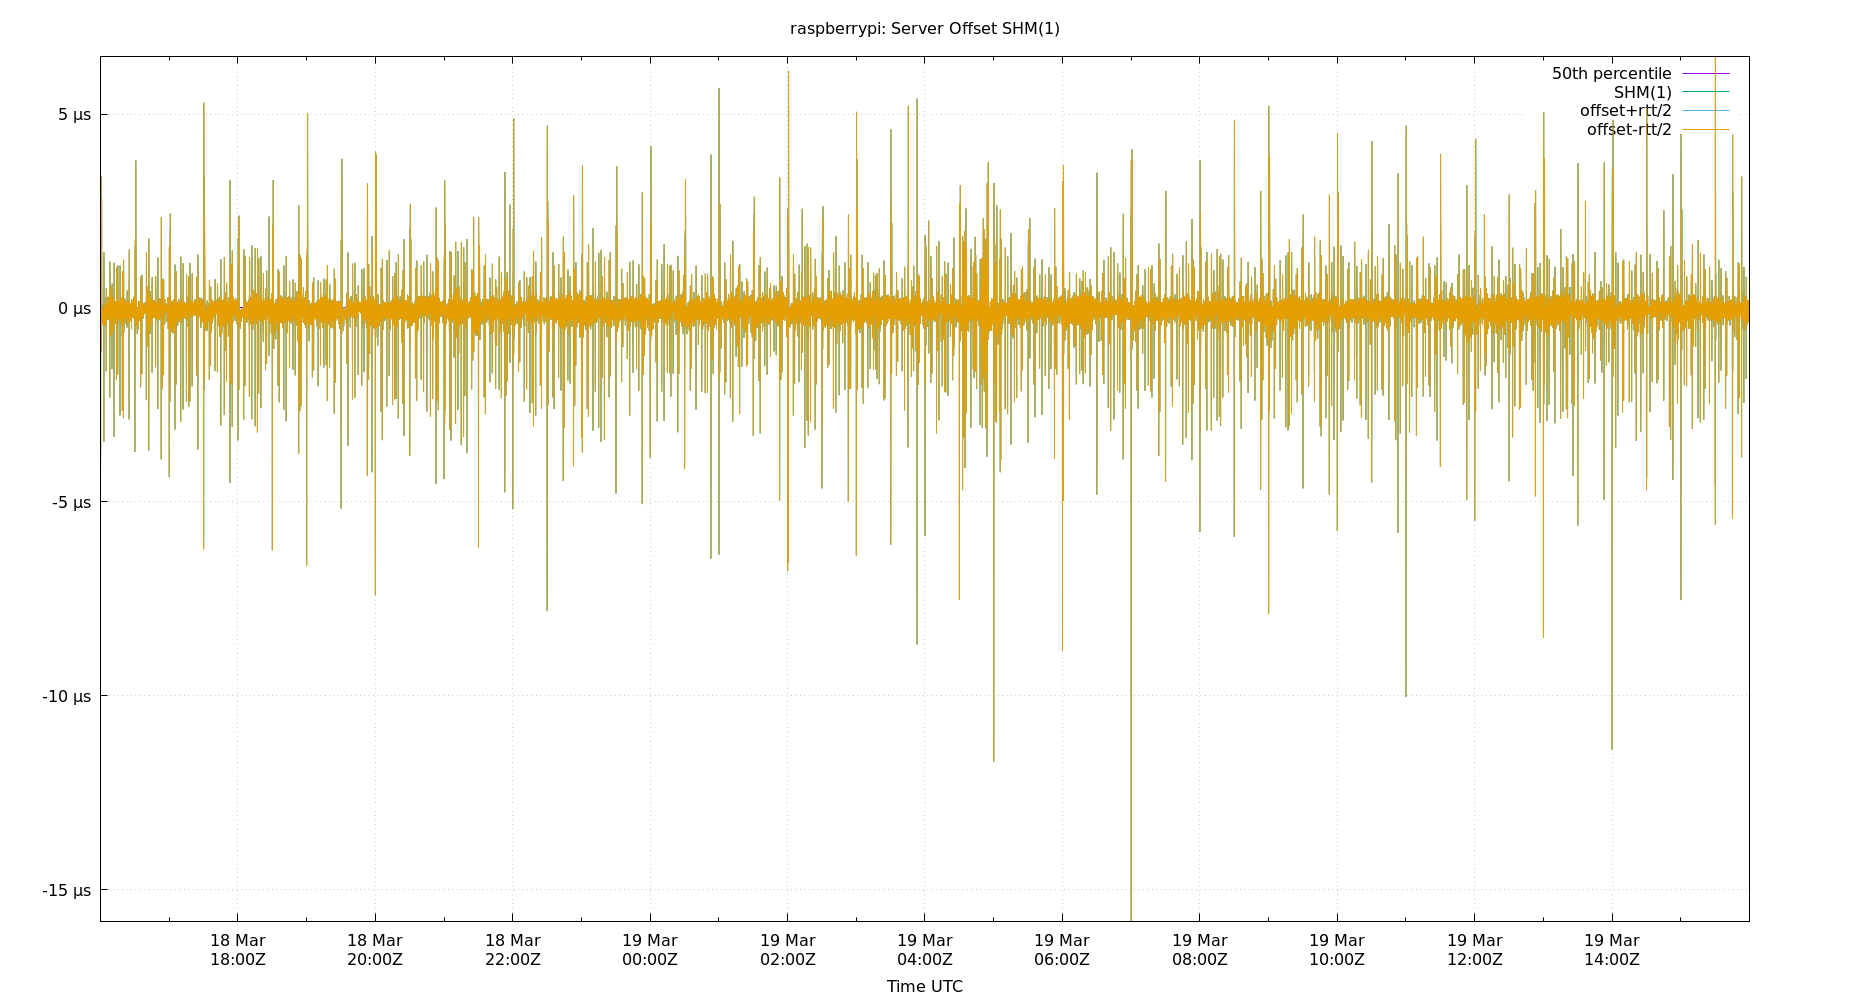 raspberrypi: Server Offset SHM(1)
50th percentile
SHM(1)
offset+rtt/2
offset-rtt/2
5 µs
0 µs
-5 µs
-10 µs
-15 µs
18 Mar 18 Mar 18 Mar 19 Mar 19 Mar 19 Mar 19 Mar 19 Mar 19 Mar 19 Mar 19 Mar
18:00Z 20:00Z 22:00Z 00:00Z 02:00Z 04:00Z 06:00Z 08:00Z 10:00Z 12:00Z 14:00Z
Time UTC